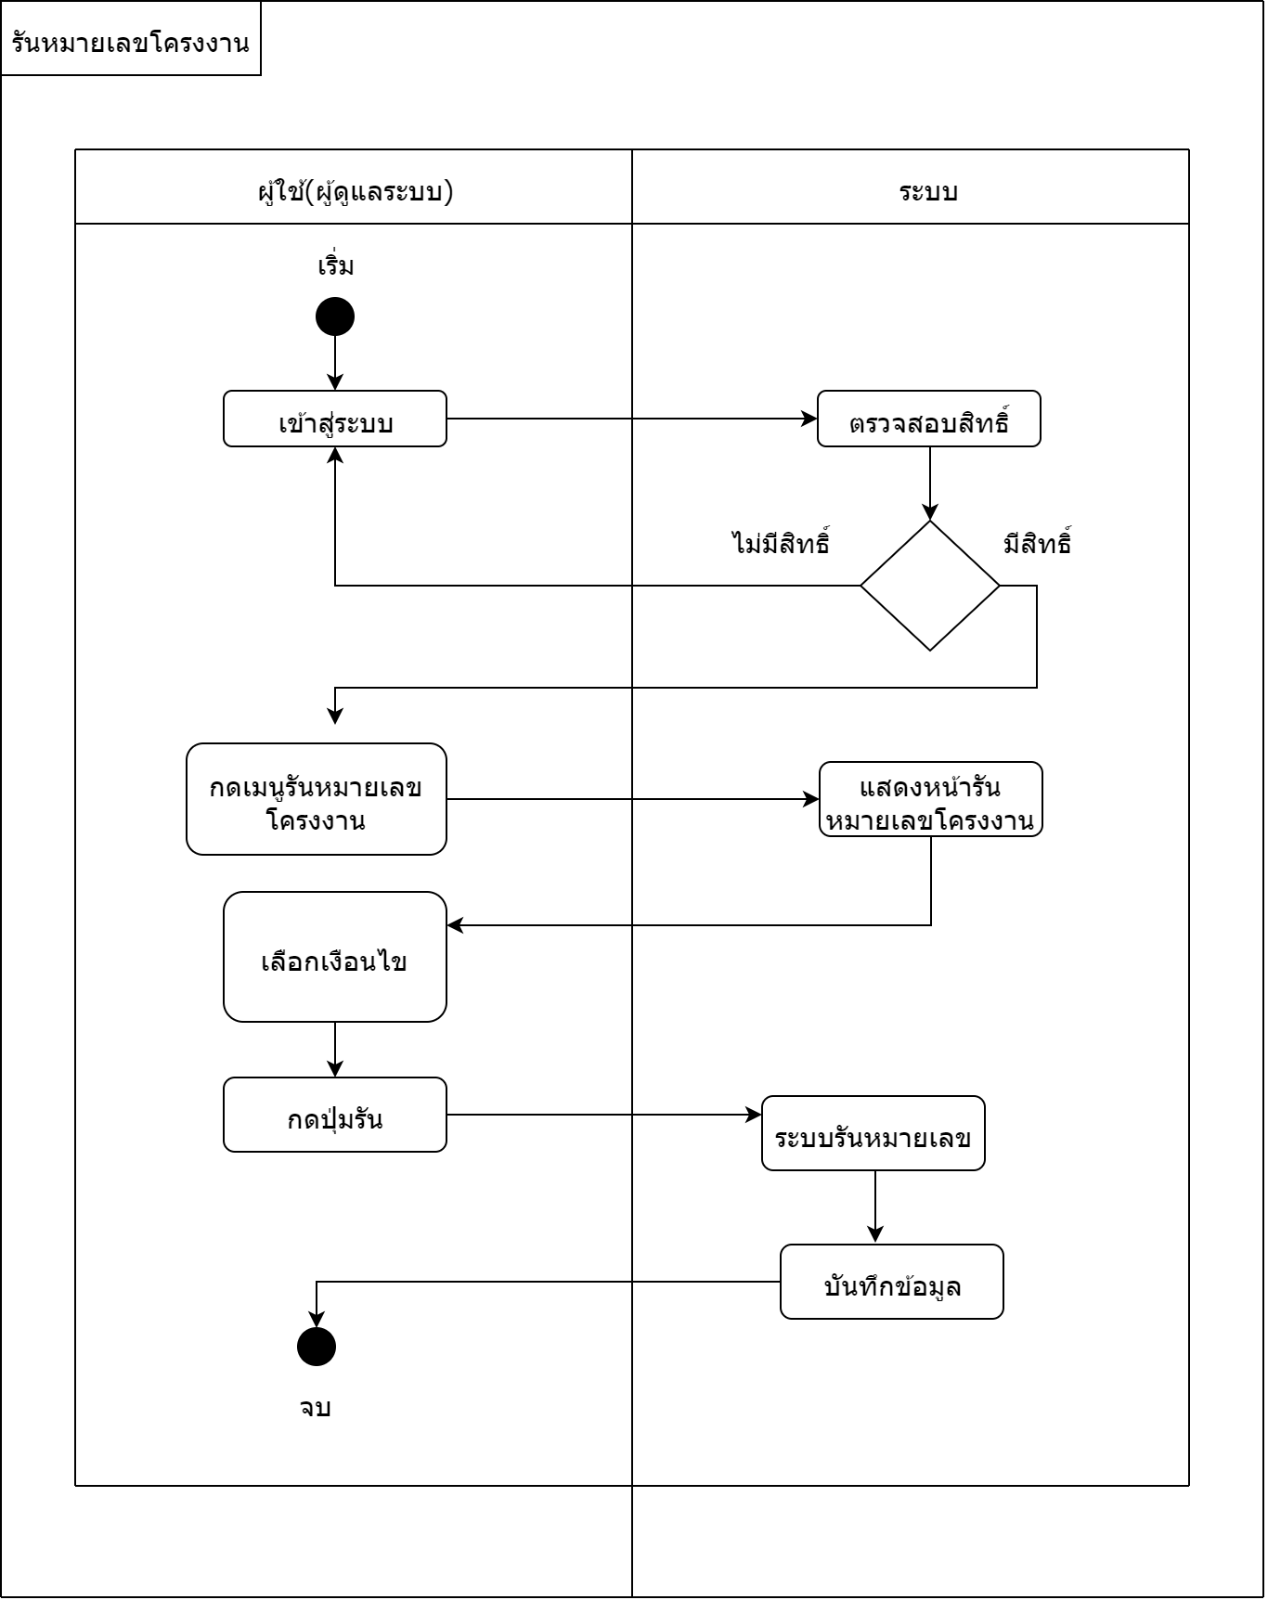 รันหมายเลขโครงงาน
ผู้ใช้(ผู้ดูแลระบบ)
ระบบ
เริ่ม
เข้าสู่ระบบ
ตรวจสอบสิทธิ์
ไม่มีสิทธิ์
มีสิทธิ์
กดเมนูรันหมายเลข
โครงงาน
แสดงหน้ารัน
หมายเลขโครงงาน
เลือกเงื่อนไข
กดปุ่มรัน
ระบบรันหมายเลข
บันทึกข้อมูล
จบ